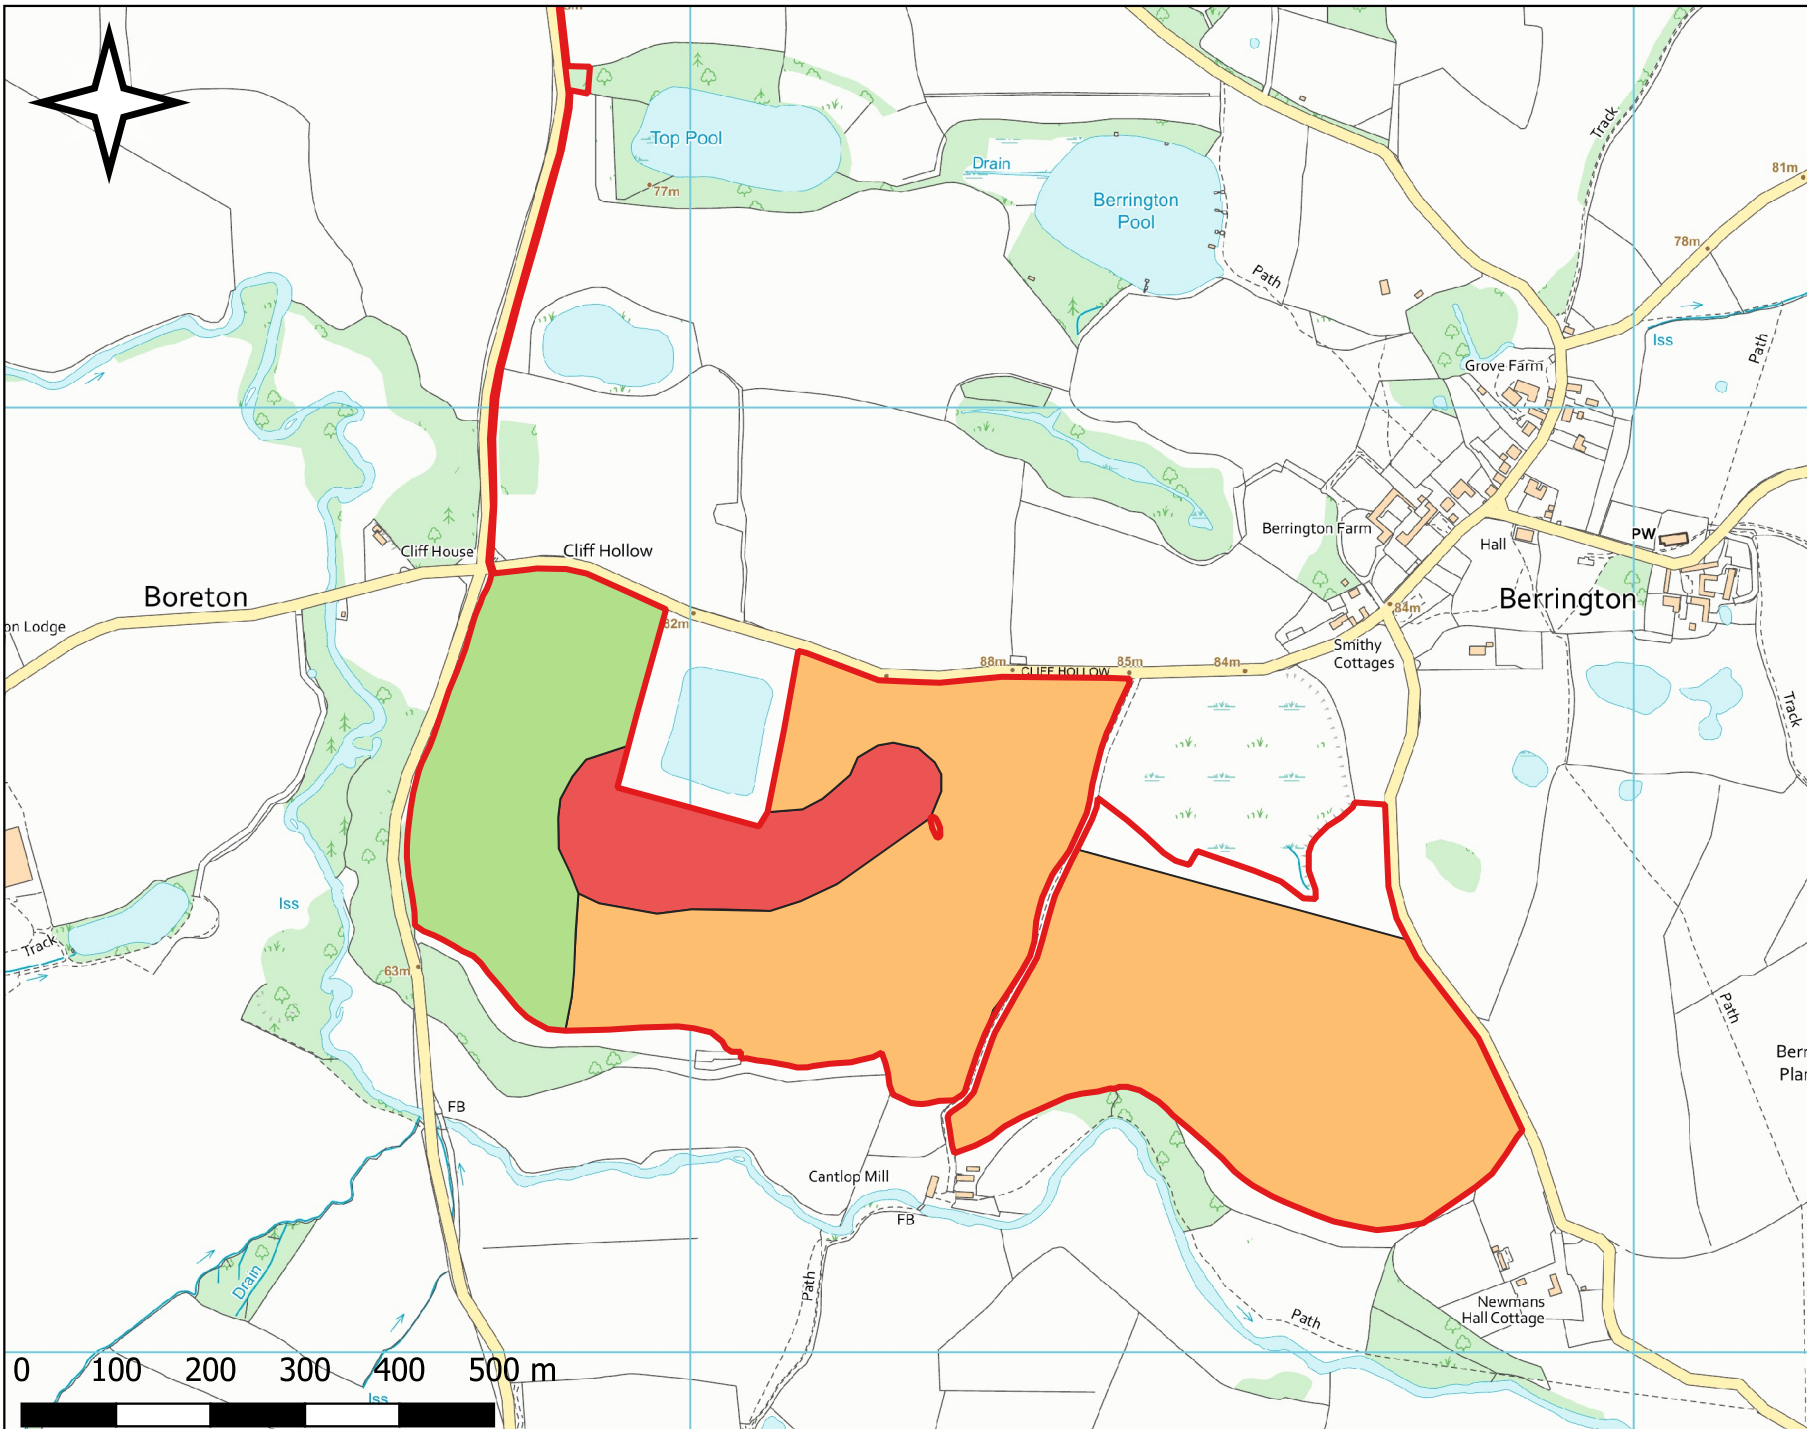 Top Pool
77m
Drain
Berrington
Pool
Track
81m
78m
Path
Iss
Path
Grove Farm
Berrington Farm
Hall
PW
Cliff House
Cliff Hollow
Boreton
Berrington
84m
Smithy
Cottages
on Lodge
82m
88m
CLIFF HOLLOW
85m
84m
Track
Iss
Track
63m
Path
Berr
Plan
FB
Cantlop Mill
FB
Drain
Path
Path
Newmans
Hall Cottage
Iss
0 100 200 300 400 500 m